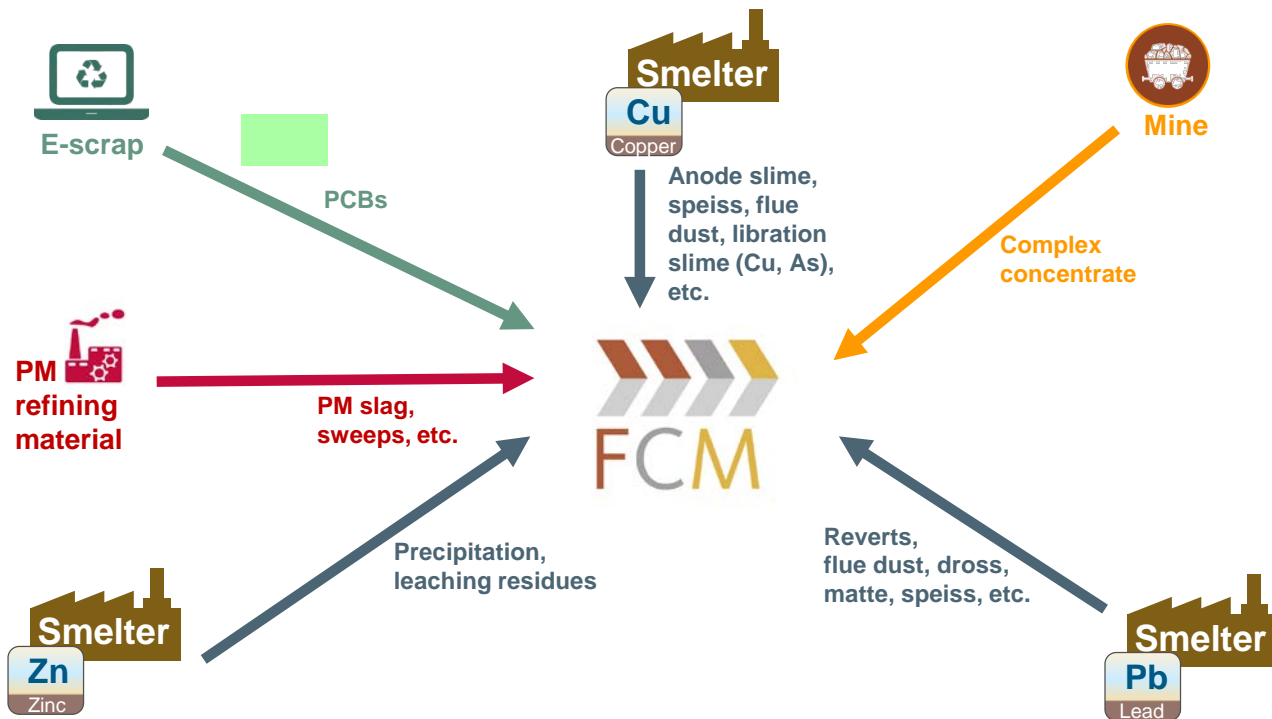 E-scrap
PCBs
Smelter
Cu
Copper
Anode slime,
speiss, flue
dust, libration
slime (Cu, As),
etc.
Mine
Complex
concentrate
PM
refining
material
PM slag,
sweeps, etc.
FCM
Precipitation,
leaching residues
Smelter
Zn
Zinc
Reverts,
flue dust, dross,
matte, speiss, etc.
Smelter
Pb
Lead